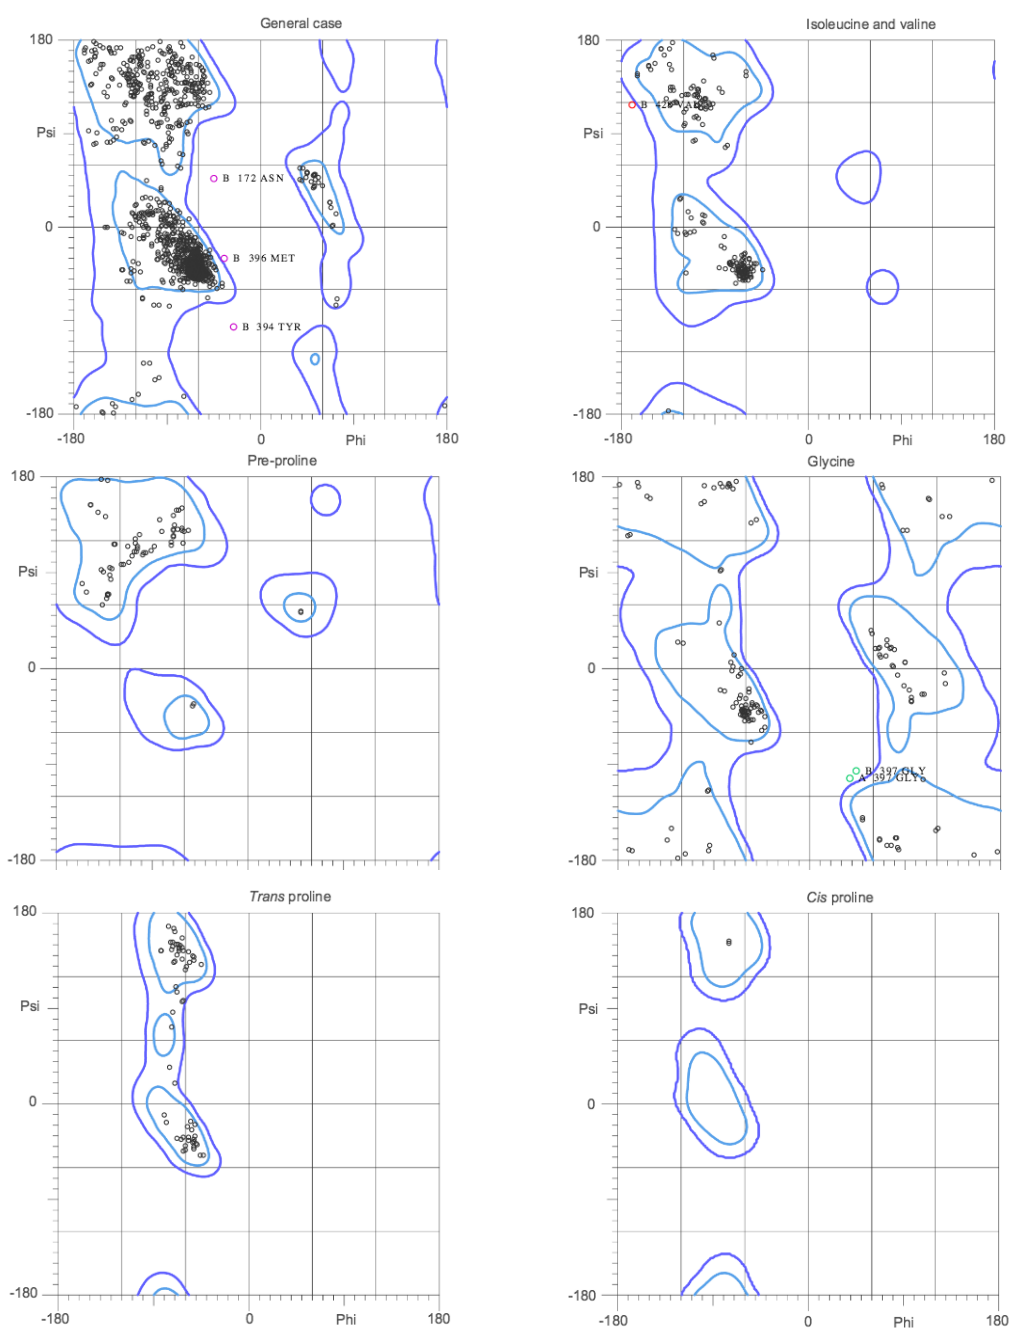 General case
Isoleucine and valine
180
180
B 172 ASN
B 396 MET
B 394 TYR
Psi
Psi
0
0
-180
-180
-180
0
Phi
180
-180
0
Phi
180
Pre-proline
Glycine
180
180
Psi
Psi
0
0
B 397 GLY
A 397 GLY
-180
-180
Trans proline
Cis proline
180
180
Psi
Psi
0
0
-180
-180
-180
0
Phi
180
-180
0
Phi
180